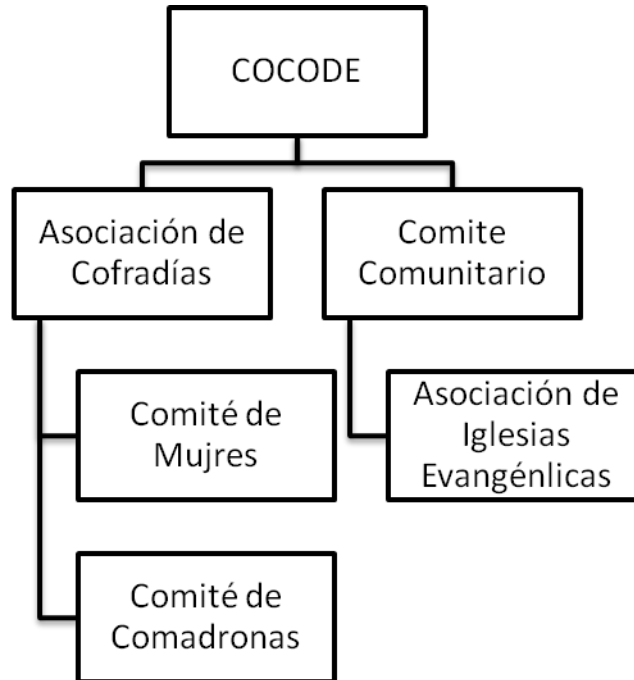 COCODE
Asociación de
Cofradías
Comite
Comunitario
Comité de
Mujres
Asociación de
Iglesias
Evangénlicas
Comité de
Comadronas